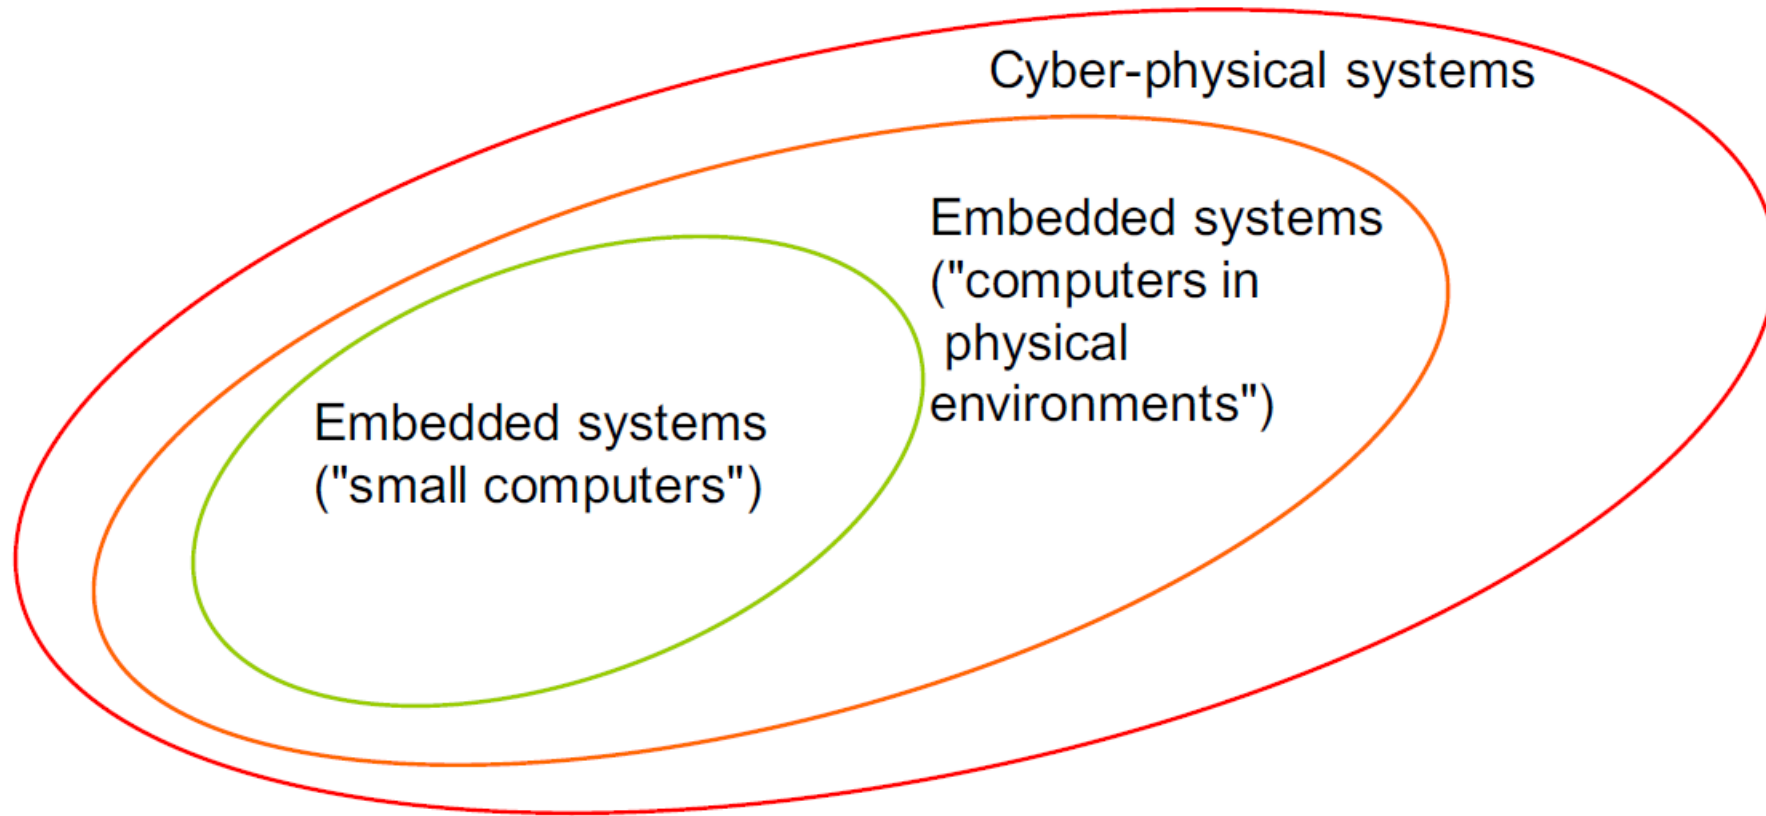 Cyber-physical systems
Embedded systems
("computers in
physical
environments")
Embedded systems
("small computers")